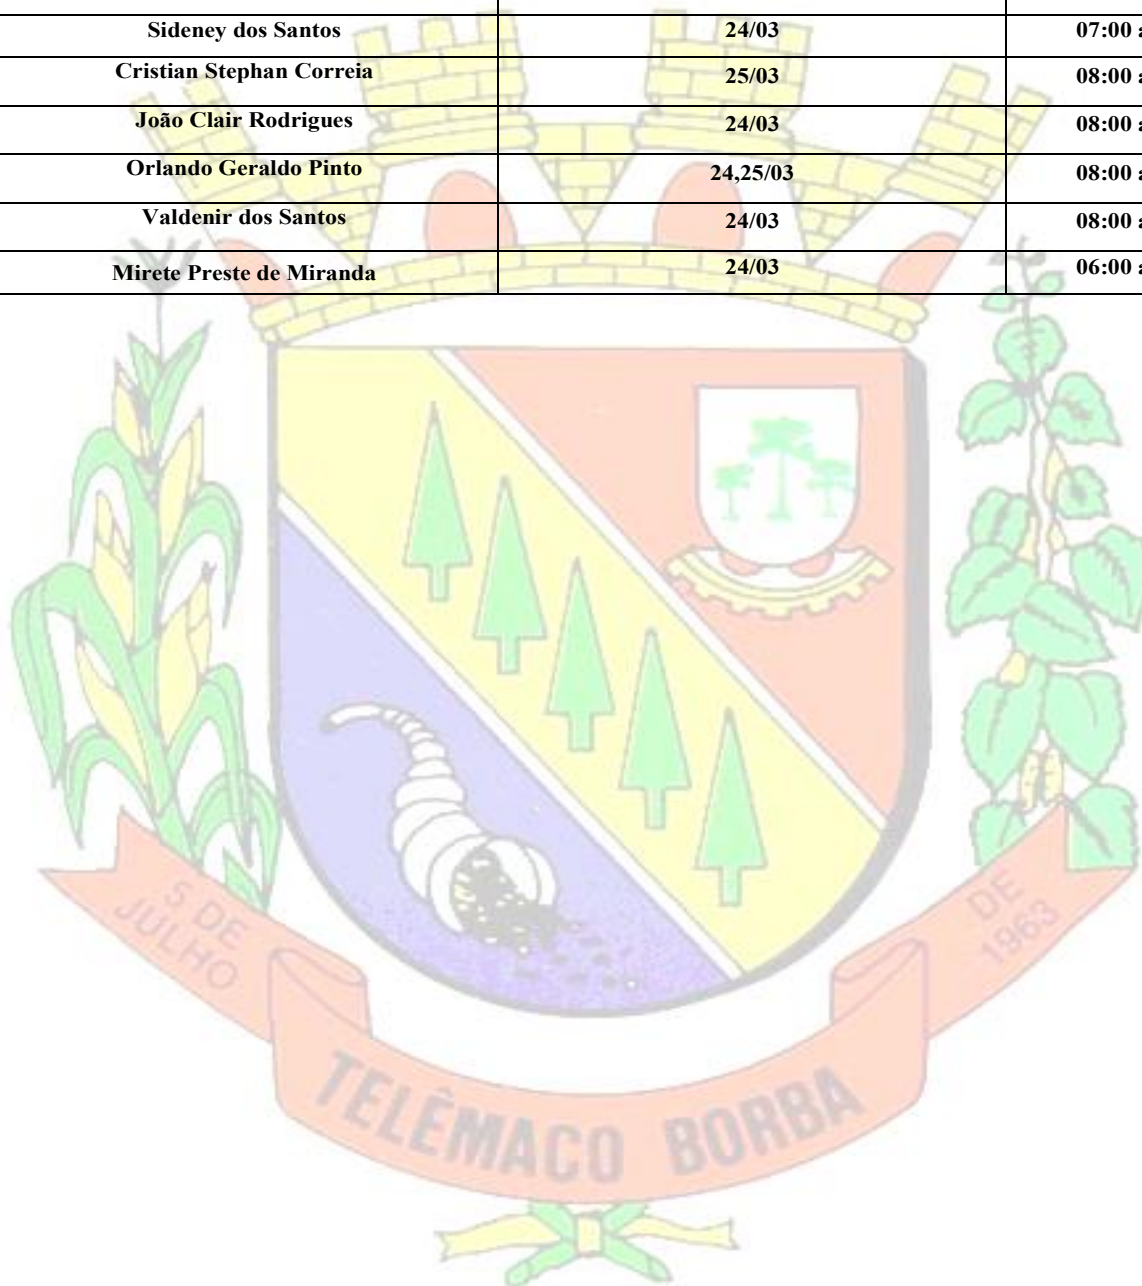 Sideney dos Santos 24/03 07:00
Cristian Stephan Correia 25/03 08:00
João Clair Rodrigues 24/03 08:00
Orlando Geraldo Pinto 24,25/03 08:00
Valdenir dos Santos 24/03 08:00
Mirete Preste de Miranda 24/03 06:00
5 DE JULHO
DE 1963
TELÊMACO BORBA